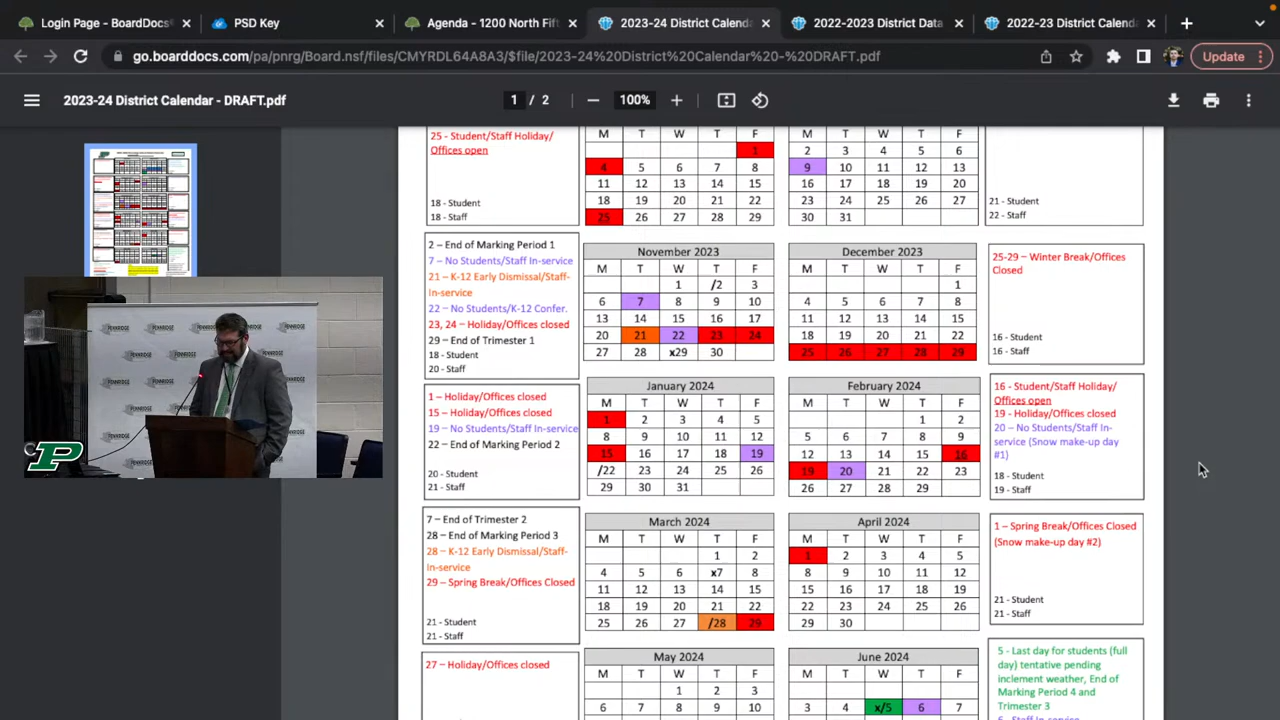 Login Page - BoardDocs
PSD Key
Agenda - 1200 North Fift
2023-24 District Calenda
2022-2023 District Data
2022-23 District Calend
go.boarddocs.com/pa/pnrg/Board.nsf/files/CMYRDL64A8A3/$file/2023-24%20District%20Calendar%20-%20DRAFT.pdf
Update
2023-24 District Calendar - DRAFT.pdf
1 / 2
100%
25 - Student/Staff Holiday/
Offices open
18 - Student
18 - Staff
M T W T F
1
4 5 6 7 8
11 12 13 14 15
18 19 20 21 22
25 26 27 28 29
M T W T F
2 3 4 5 6
9 10 11 12 13
16 17 18 19 20
23 24 25 26 27
30 31
21 - Student
22 - Staff
2 – End of Marking Period 1
7 – No Students/Staff In-service
21 – K-12 Early Dismissal/Staff-
In-service
22 – No Students/K-12 Confer.
23, 24 – Holiday/Offices closed
29 – End of Trimester 1
18 - Student
20 - Staff
November 2023
M T W T F
1 /2 3
6 7 8 9 10
13 14 15 16 17
20 21 22 23 24
27 28 x29 30
December 2023
M T W T F
1
4 5 6 7 8
11 12 13 14 15
18 19 20 21 22
25 26 27 28 29
25-29 – Winter Break/Offices
Closed
16 - Student
16 - Staff
1 – Holiday/Offices closed
15 – Holiday/Offices closed
19 – No Students/Staff In-service
22 – End of Marking Period 2
20 - Student
21 - Staff
January 2024
M T W T F
1 2 3 4 5
8 9 10 11 12
15 16 17 18 19
/22 23 24 25 26
29 30 31
February 2024
M T W T F
1 2
5 6 7 8 9
12 13 14 15 16
19 20 21 22 23
26 27 28 29
16 - Student/Staff Holiday/
Offices open
19 - Holiday/Offices closed
20 – No Students/Staff In-
service (Snow make-up day
#1)
18 - Student
19 - Staff
7 – End of Trimester 2
28 – End of Marking Period 3
28 – K-12 Early Dismissal/Staff-
In-service
29 – Spring Break/Offices Closed
21 - Student
21 - Staff
March 2024
M T W T F
1 2
4 5 6 x7 8
11 12 13 14 15
18 19 20 21 22
25 26 27 /28 29
April 2024
M T W T F
1 2 3 4 5
8 9 10 11 12
15 16 17 18 19
22 23 24 25 26
29 30
1 – Spring Break/Offices Closed
(Snow make-up day #2)
21 - Student
21 - Staff
27 – Holiday/Offices closed
May 2024
M T W T F
1 2 3
6 7 8 9 10
June 2024
M T W T F
3 4 x/5 6 7
5 - Last day for students (full
day) tentative pending
inclement weather, End of
Marking Period 4 and
Trimester 3
6 - Staff In-service
PENNRIDGE
PENNRIDGE
PENNRIDGE
P